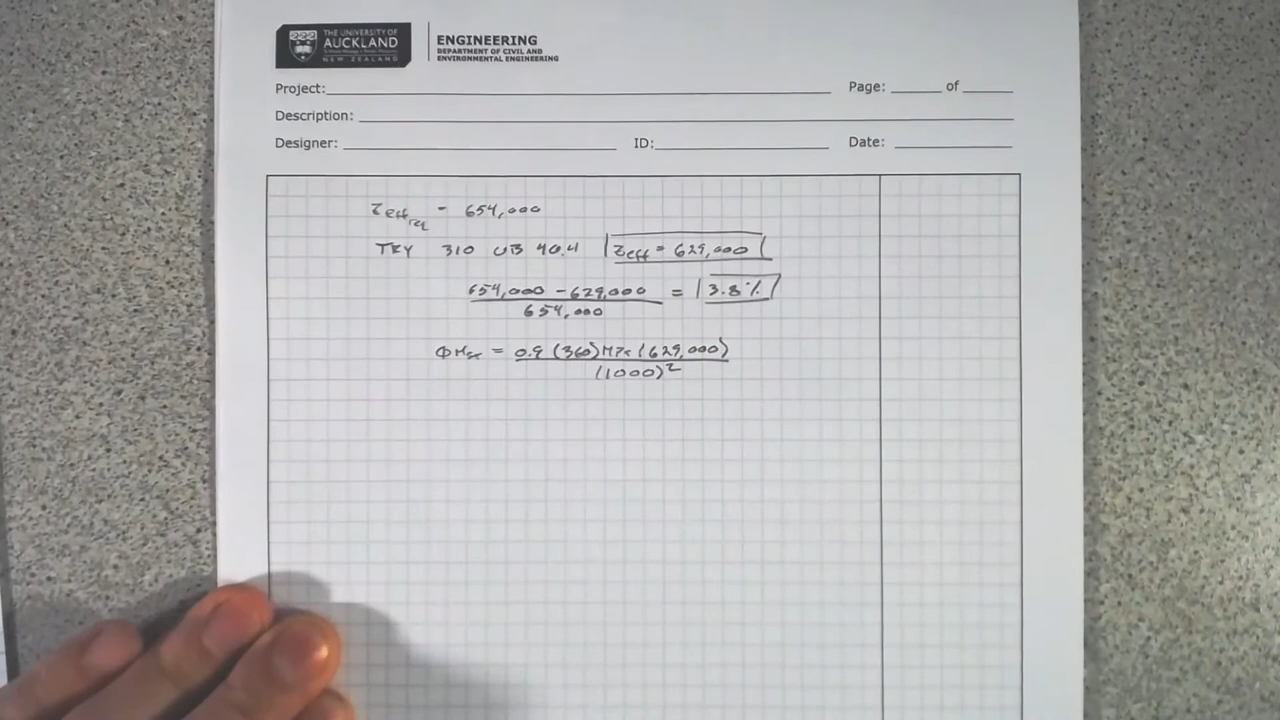 THE UNIVERSITY OF
AUCKLAND
NEW ZEALAND
ENGINEERING
DEPARTMENT OF CIVIL AND
ENVIRONMENTAL ENGINEERING
Project: Page: of
Description:
Designer: ID: Date:
Zeff - 654,000
TRY 310 UB 40.4 Zeff = 629,000
654,000 - 629,000 = 3.8%
654,000
ΦMsx = 0.9 (360)MPa (629,000)
(1000)²